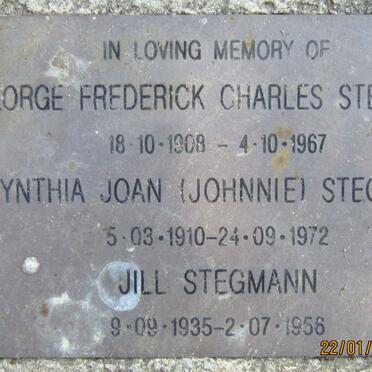 IN LOVING MEMORY OF
ORGE FREDERICK CHARLES STE
18·10·1908 – 4·10·1967
YNTHIA JOAN (JOHNNIE) STEG
5·03·1910–24·09·1972
JILL STEGMANN
9·09·1935–2·07·1956
22/01/